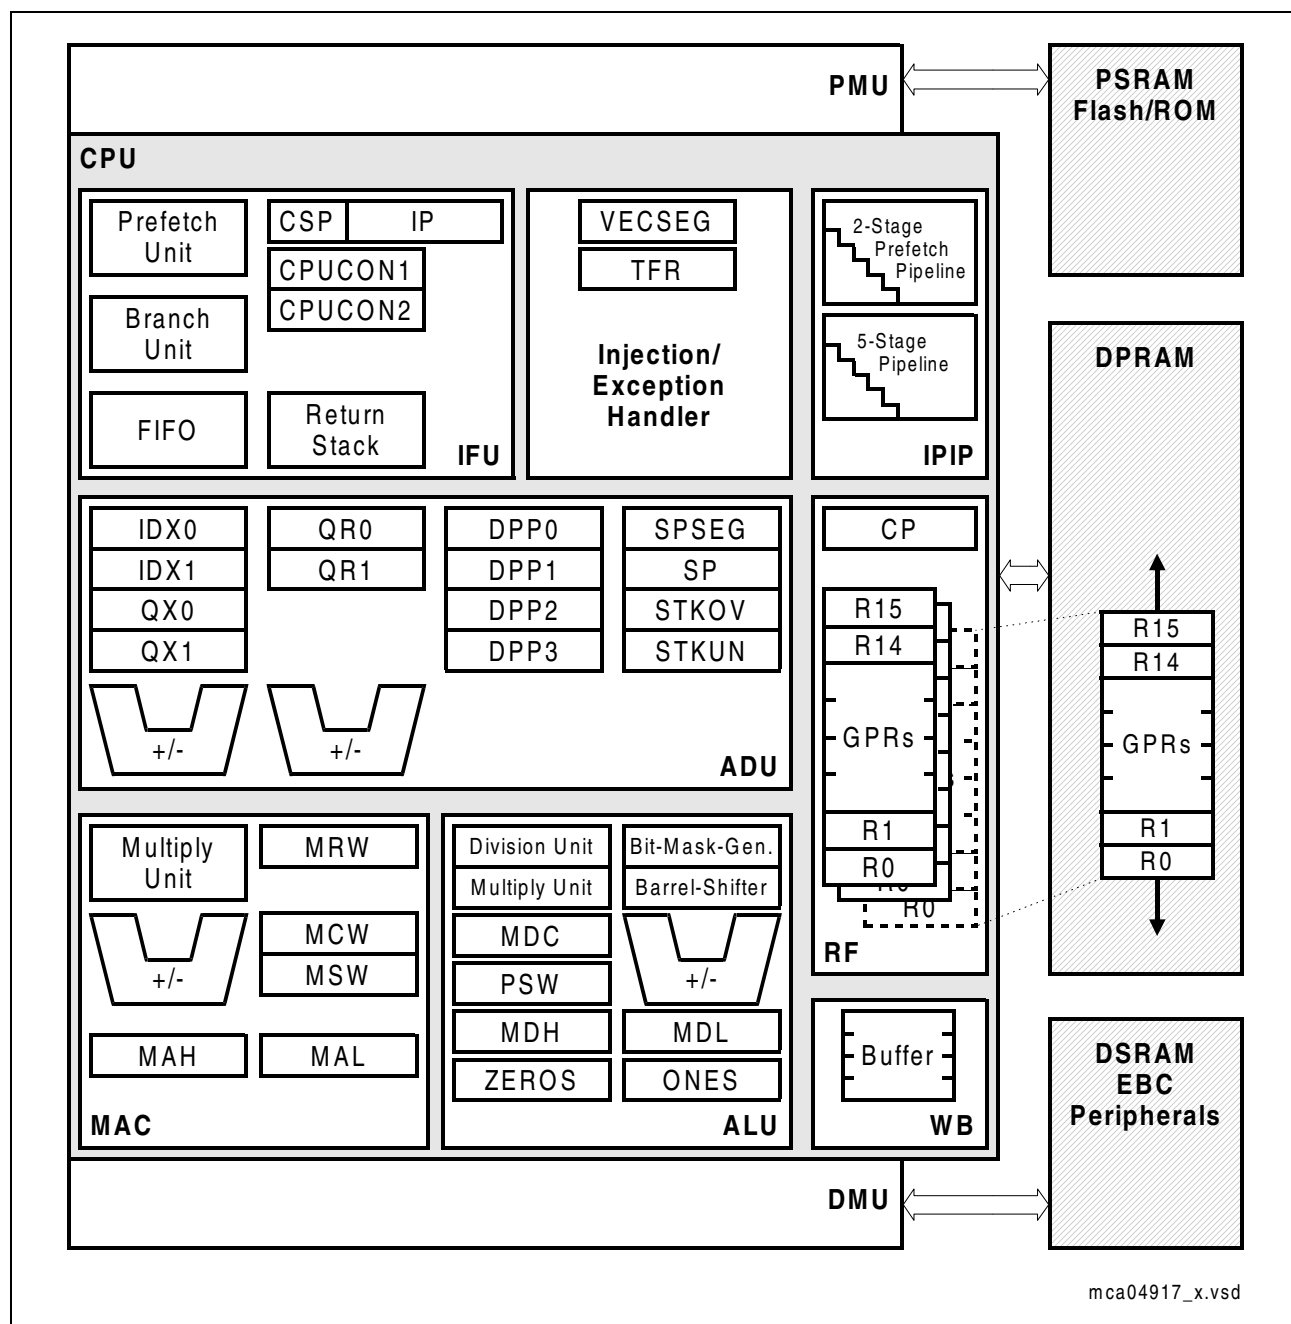 PMU
PSRAM
Flash/ROM
CPU
Prefetch
Unit
CSP
IP
CPUCON1
CPUCON2
Branch
Unit
FIFO
Return
Stack
IFU
VECSEG
TFR
Injection/
Exception
Handler
2-Stage
Prefetch
Pipeline
5-Stage
Pipeline
IPIP
DPRAM
IDX0
IDX1
QX0
QX1
+/-
QR0
QR1
+/-
DPP0
DPP1
DPP2
DPP3
SPSEG
SP
STKOV
STKUN
ADU
CP
R15
R14
GPRs
R1
R0
R0
RF
R15
R14
GPRs
R1
R0
Multiply
Unit
MRW
+/-
MCW
MSW
MAH
MAL
MAC
Division Unit
Bit-Mask-Gen.
Multiply Unit
Barrel-Shifter
MDC
PSW
+/-
MDH
MDL
ZEROS
ONES
ALU
Buffer
WB
DSRAM
EBC
Peripherals
DMU
mca04917_x.vsd